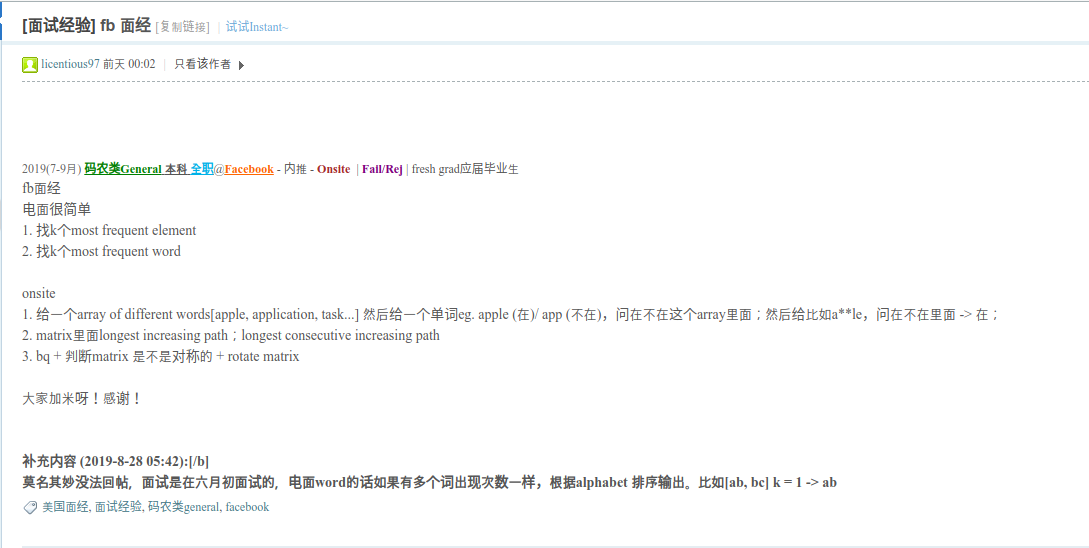 [面试经验] fb 面经 [复制链接] | 试试Instant~
licentious97 前天 00:02 | 只看该作者
2019(7-9月) 码农类General 本科 全职@Facebook - 内推 - Onsite | Fail/Rej | fresh grad应届毕业生
fb面经
电面很简单
1. 找k个most frequent element
2. 找k个most frequent word
onsite
1. 给一个array of different words[apple, application, task...] 然后给一个单词eg. apple (在)/ app (不在)，问在不在这个array里面；然后给比如a**le，问在不在里面 -> 在；
2. matrix里面longest increasing path；longest consecutive increasing path
3. bq + 判断matrix 是不是对称的 + rotate matrix
大家加米呀！感谢！
补充内容 (2019-8-28 05:42):[/b]
莫名其妙没法回帖，面试是在六月初面试的，电面word的话如果有多个词出现次数一样，根据alphabet 排序输出。比如[ab, bc] k = 1 -> ab
美国面经, 面试经验, 码农类general, facebook